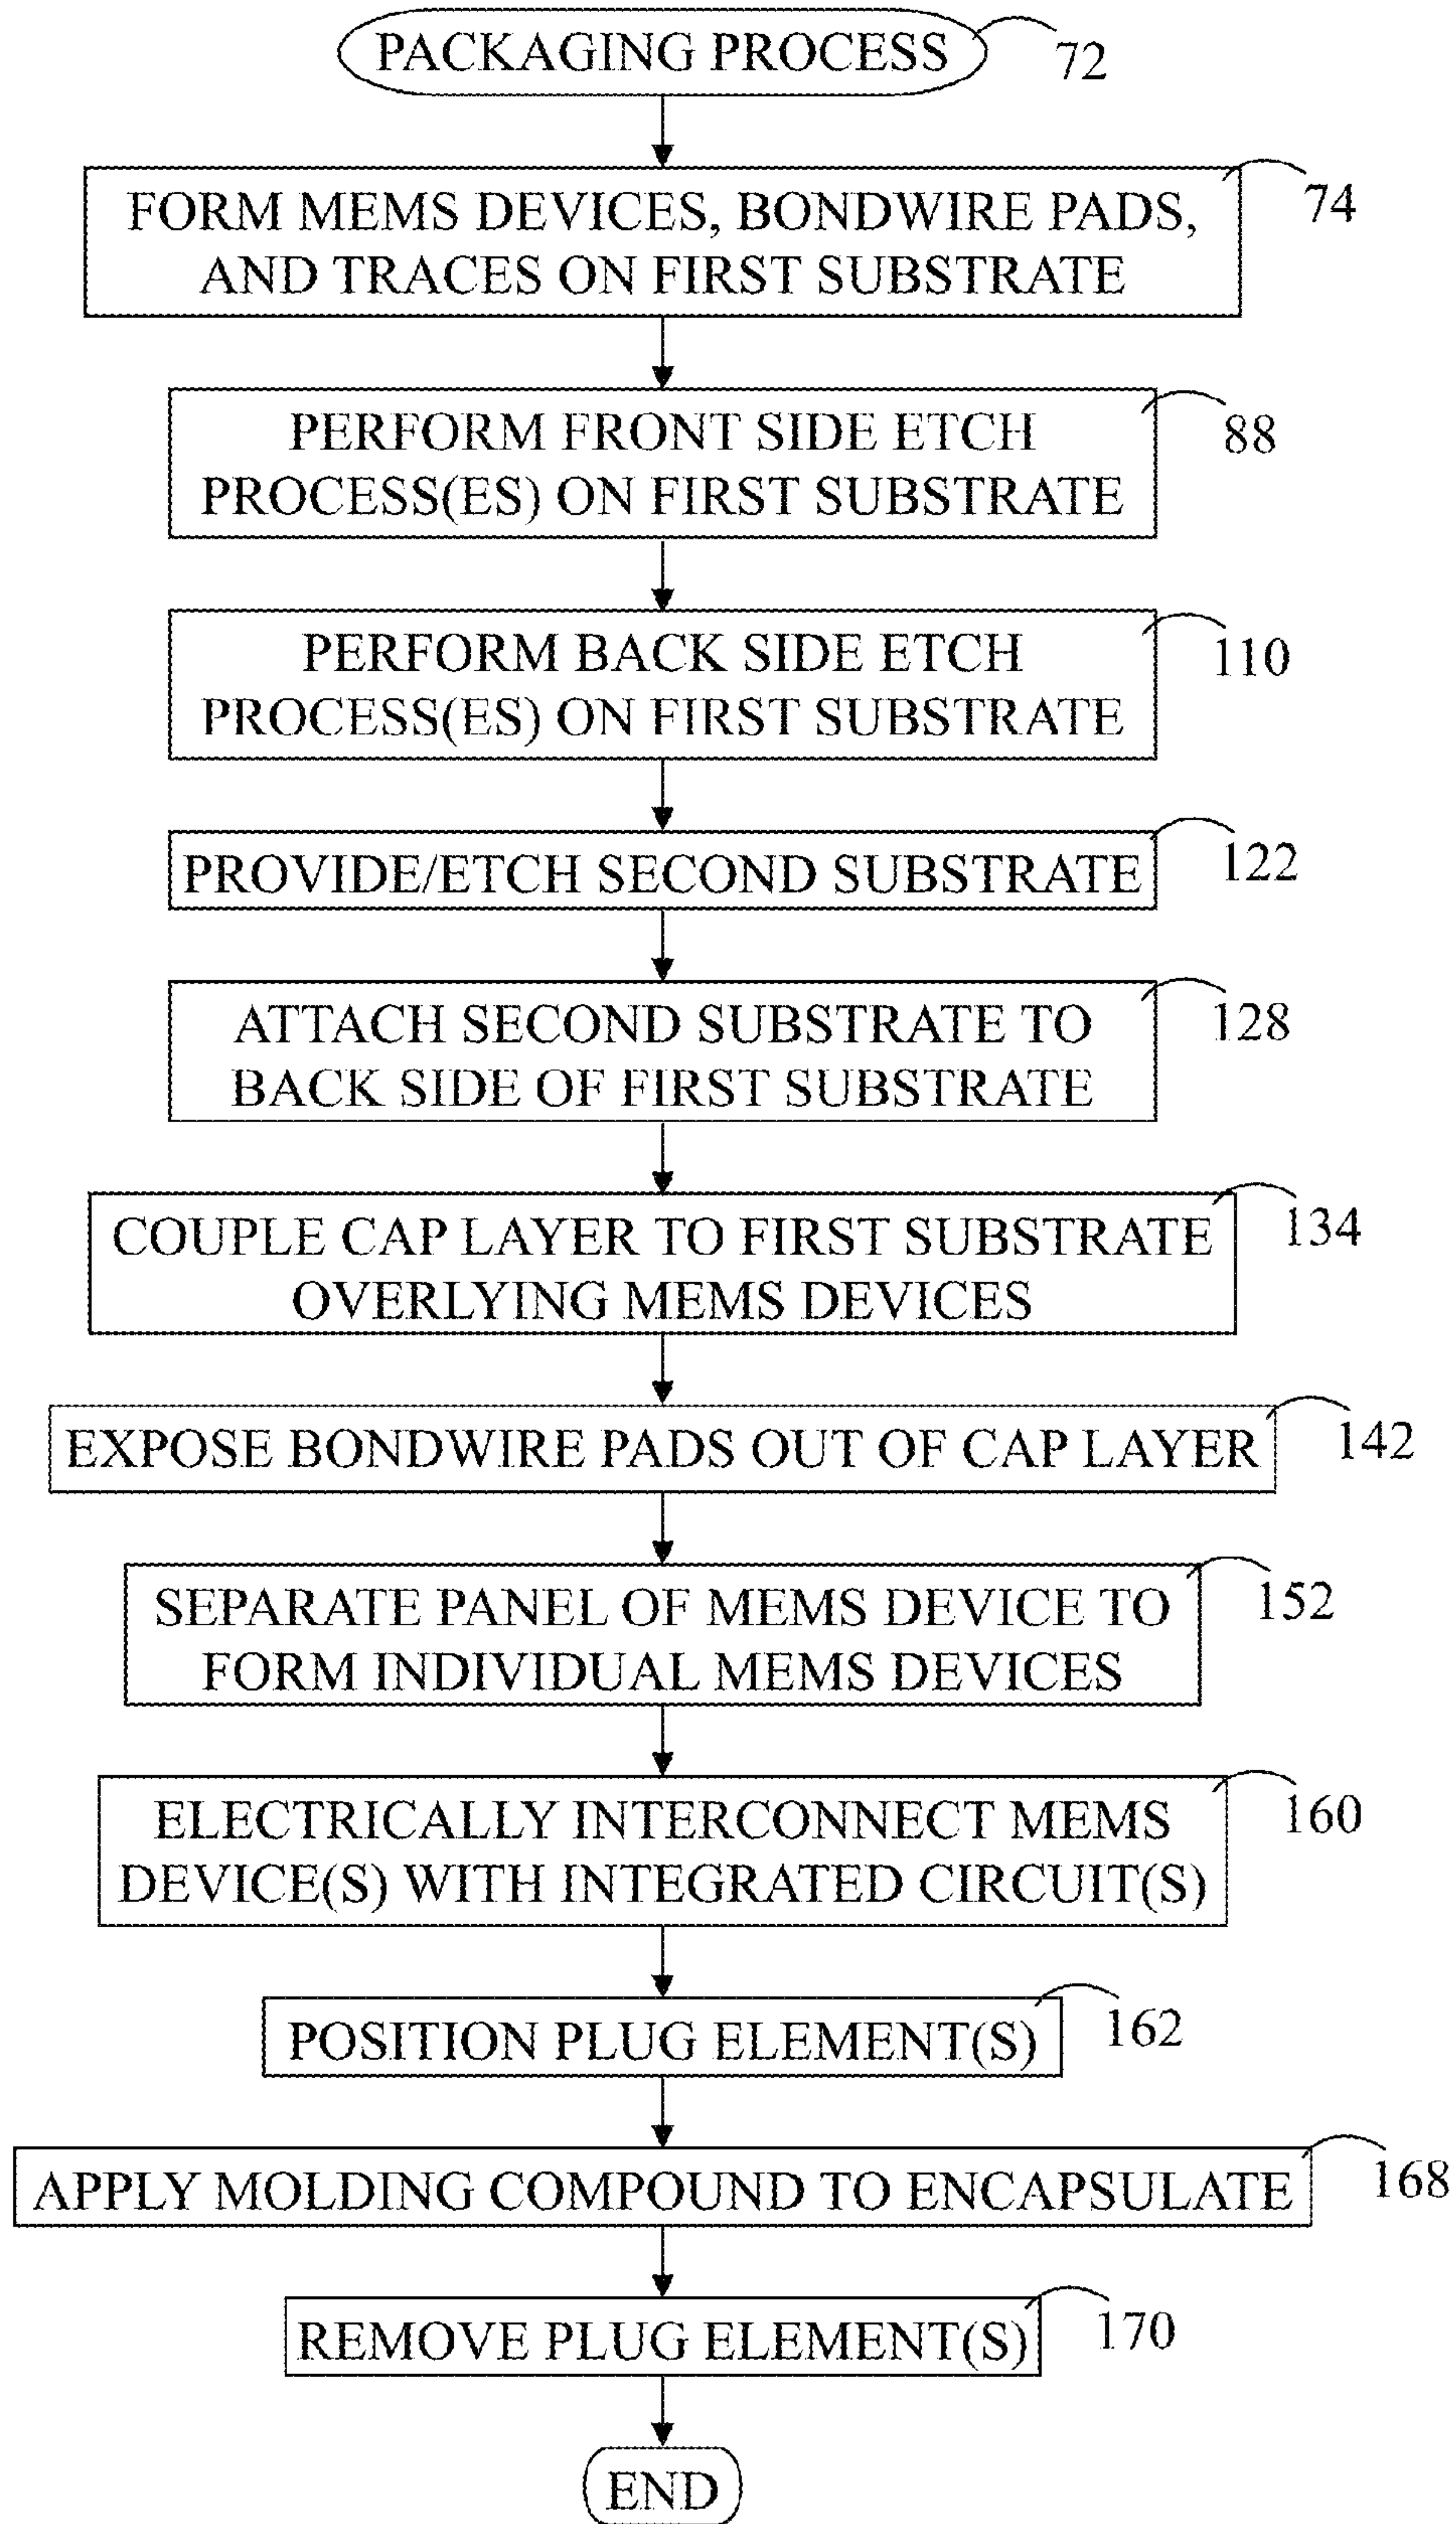 PACKAGING PROCESS
72
FORM MEMS DEVICES, BONDWIRE PADS,
AND TRACES ON FIRST SUBSTRATE
74
PERFORM FRONT SIDE ETCH
PROCESS(ES) ON FIRST SUBSTRATE
88
PERFORM BACK SIDE ETCH
PROCESS(ES) ON FIRST SUBSTRATE
110
PROVIDE/ETCH SECOND SUBSTRATE
122
ATTACH SECOND SUBSTRATE TO
BACK SIDE OF FIRST SUBSTRATE
128
COUPLE CAP LAYER TO FIRST SUBSTRATE
OVERLYING MEMS DEVICES
134
EXPOSE BONDWIRE PADS OUT OF CAP LAYER
142
SEPARATE PANEL OF MEMS DEVICE TO
FORM INDIVIDUAL MEMS DEVICES
152
ELECTRICALLY INTERCONNECT MEMS
DEVICE(S) WITH INTEGRATED CIRCUIT(S)
160
POSITION PLUG ELEMENT(S)
162
APPLY MOLDING COMPOUND TO ENCAPSULATE
168
REMOVE PLUG ELEMENT(S)
170
END